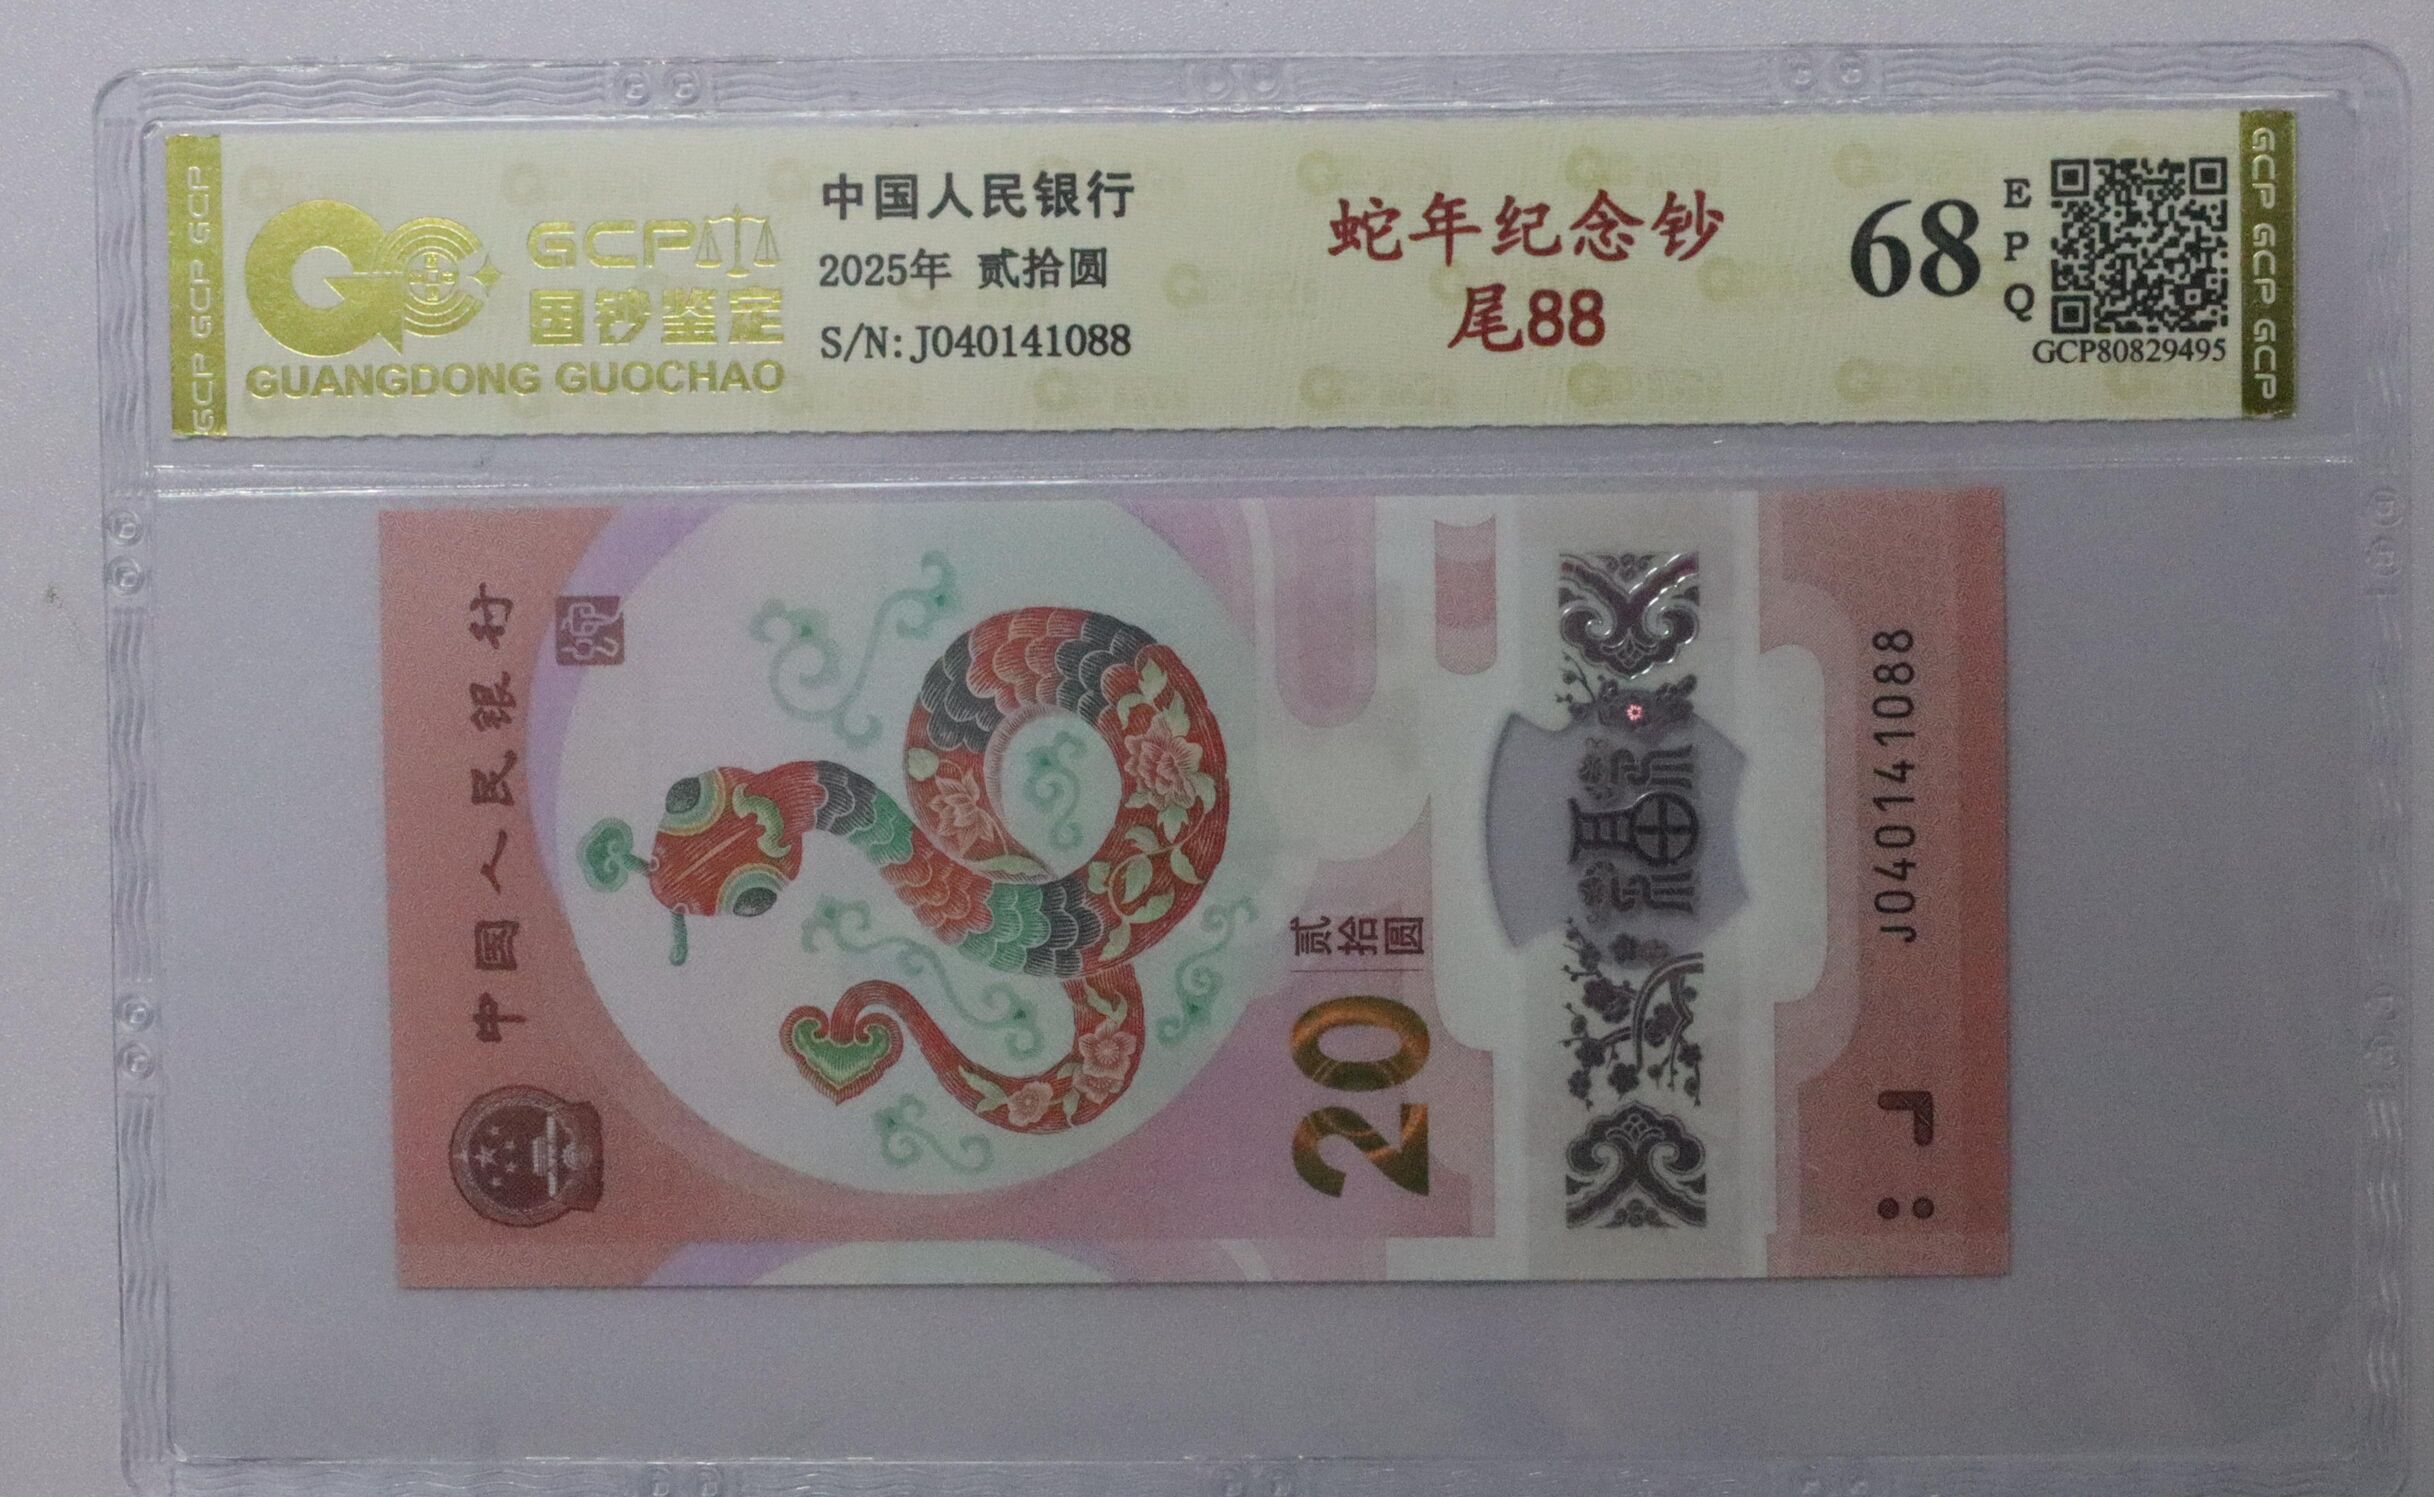 GCP GCP GCP
GCP
国钞鉴定
GUANGDONG GUOCHAO
中国人民银行
2025年 贰拾圆
S/N:J040141088
蛇年纪念钞
尾88
68
EPQ
GCP80829495
GCP GCP GCP
中国人民银行
贰拾圆
20
福
J040141088